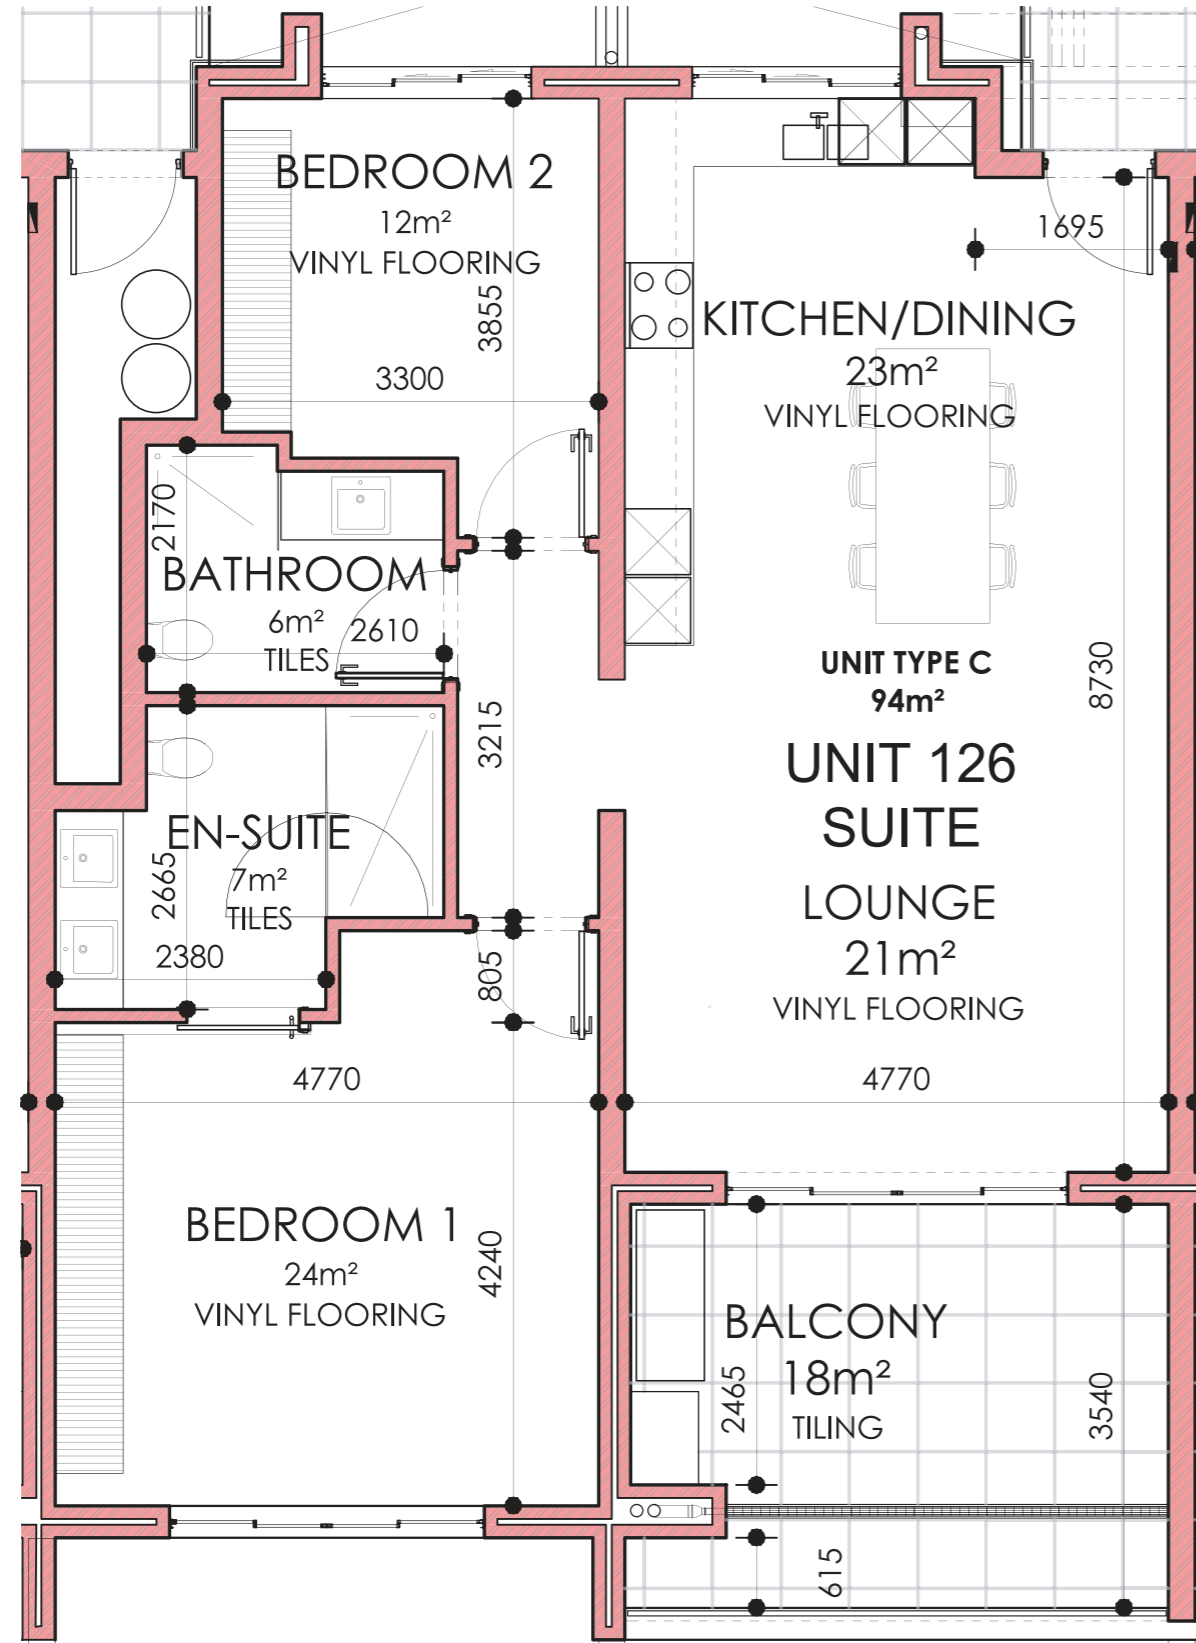 BEDROOM 2
12m²
VINYL FLOORING
3855
3300
1695
KITCHEN/DINING
23m²
VINYL FLOORING
2170
BATHROOM
6m²
2610
TILES
UNIT TYPE C
94m²
8730
3215
UNIT 126
SUITE
EN-SUITE
7m²
TILES
2665
2380
805
LOUNGE
21m²
VINYL FLOORING
4770
4770
BEDROOM 1
24m²
VINYL FLOORING
4240
BALCONY
18m²
TILING
2465
3540
615